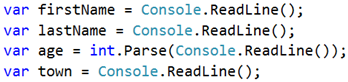 var firstName = Console.ReadLine();
var lastName = Console.ReadLine();
var age = int.Parse(Console.ReadLine());
var town = Console.ReadLine();